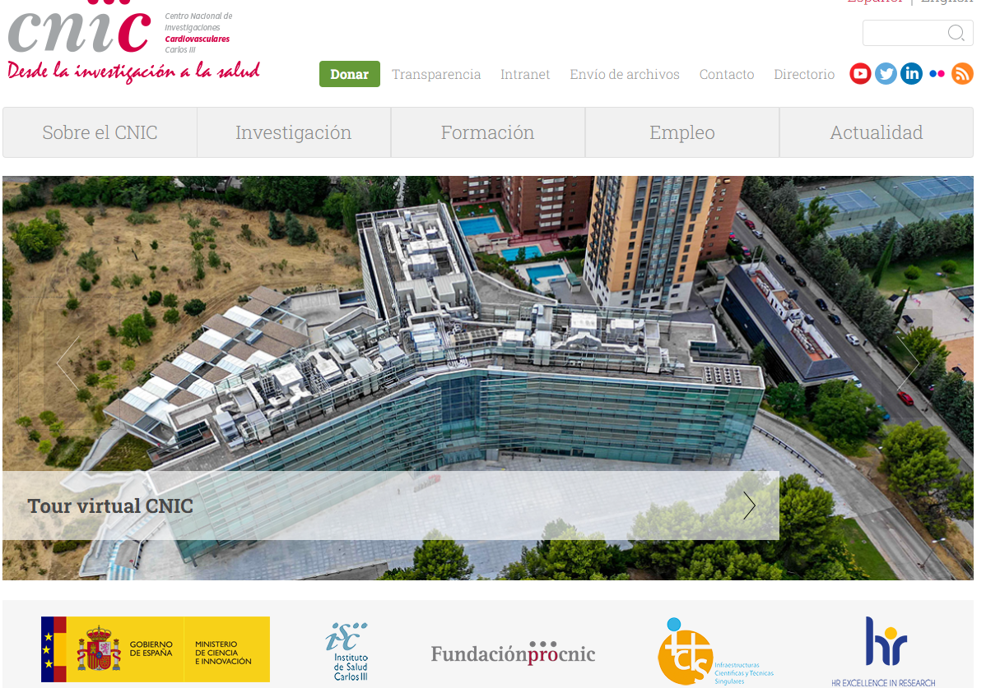 Español | English
cnic
Centro Nacional de
Investigaciones
Cardiovasculares
Carlos III
Desde la investigación a la salud
Donar
Transparencia
Intranet
Envío de archivos
Contacto
Directorio
in
Sobre el CNIC
Investigación
Formación
Empleo
Actualidad
Tour virtual CNIC
GOBIERNO
DE ESPAÑA
MINISTERIO
DE CIENCIA
E INNOVACIÓN
isc
Instituto
de Salud
Carlos III
Fundaciónprocnic
icts
Infraestructuras
Científicas y Técnicas
Singulares
hr
HR EXCELLENCE IN RESEARCH